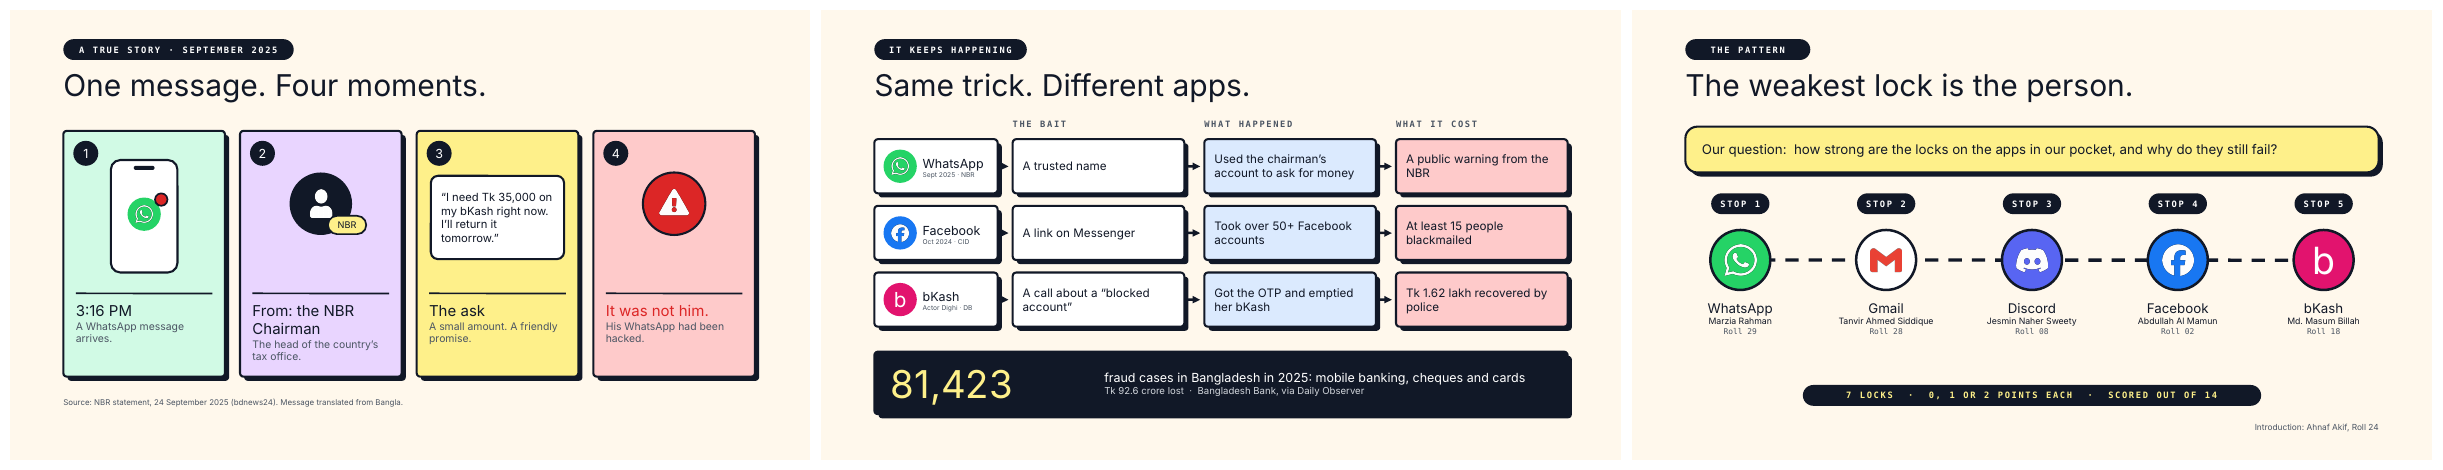 A TRUE STORY · SEPTEMBER 2025
One message. Four moments.
1
3:16 PM
A WhatsApp message
arrives.
2
NBR
From: the NBR
Chairman
The head of the country's
tax office.
3
“I need Tk 35,000 on
my bKash right now.
I'll return it
tomorrow.”
The ask
A small amount. A friendly
promise.
4
It was not him.
His WhatsApp had been
hacked.
Source: NBR statement, 24 September 2025 (bdnews24). Message translated from Bangla.
IT KEEPS HAPPENING
Same trick. Different apps.
THE BAIT
WHAT HAPPENED
WHAT IT COST
WhatsApp
Sept 2025 · NBR
A trusted name
Used the chairman's
account to ask for money
A public warning from the
NBR
Facebook
Oct 2024 · CID
A link on Messenger
Took over 50+ Facebook
accounts
At least 15 people
blackmailed
b
bKash
Actor Dighi · DB
A call about a “blocked
account”
Got the OTP and emptied
her bKash
Tk 1.62 lakh recovered by
police
81,423
fraud cases in Bangladesh in 2025: mobile banking, cheques and cards
Tk 92.6 crore lost · Bangladesh Bank, via Daily Observer
THE PATTERN
The weakest lock is the person.
Our question: how strong are the locks on the apps in our pocket, and why do they still fail?
STOP 1
WhatsApp
Marzia Rahman
Roll 29
STOP 2
Gmail
Tanvir Ahmed Siddique
Roll 28
STOP 3
Discord
Jesmin Naher Sweety
Roll 08
STOP 4
Facebook
Abdullah Al Mamun
Roll 02
STOP 5
b
bKash
Md. Masum Billah
Roll 18
7 LOCKS · 0, 1 OR 2 POINTS EACH · SCORED OUT OF 14
Introduction: Ahnaf Akif, Roll 24